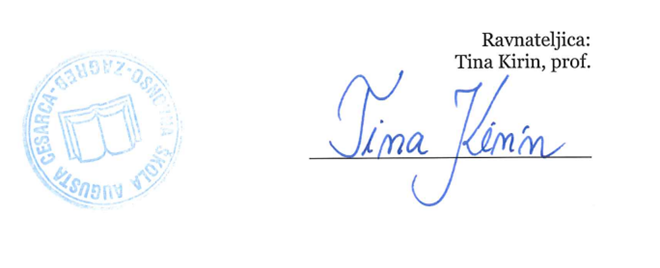 Ravnateljica:
Tina Kirin, prof.
Tina Kirin
OSNOVNA ŠKOLA AUGUSTA CESARCA - ZAGREB -